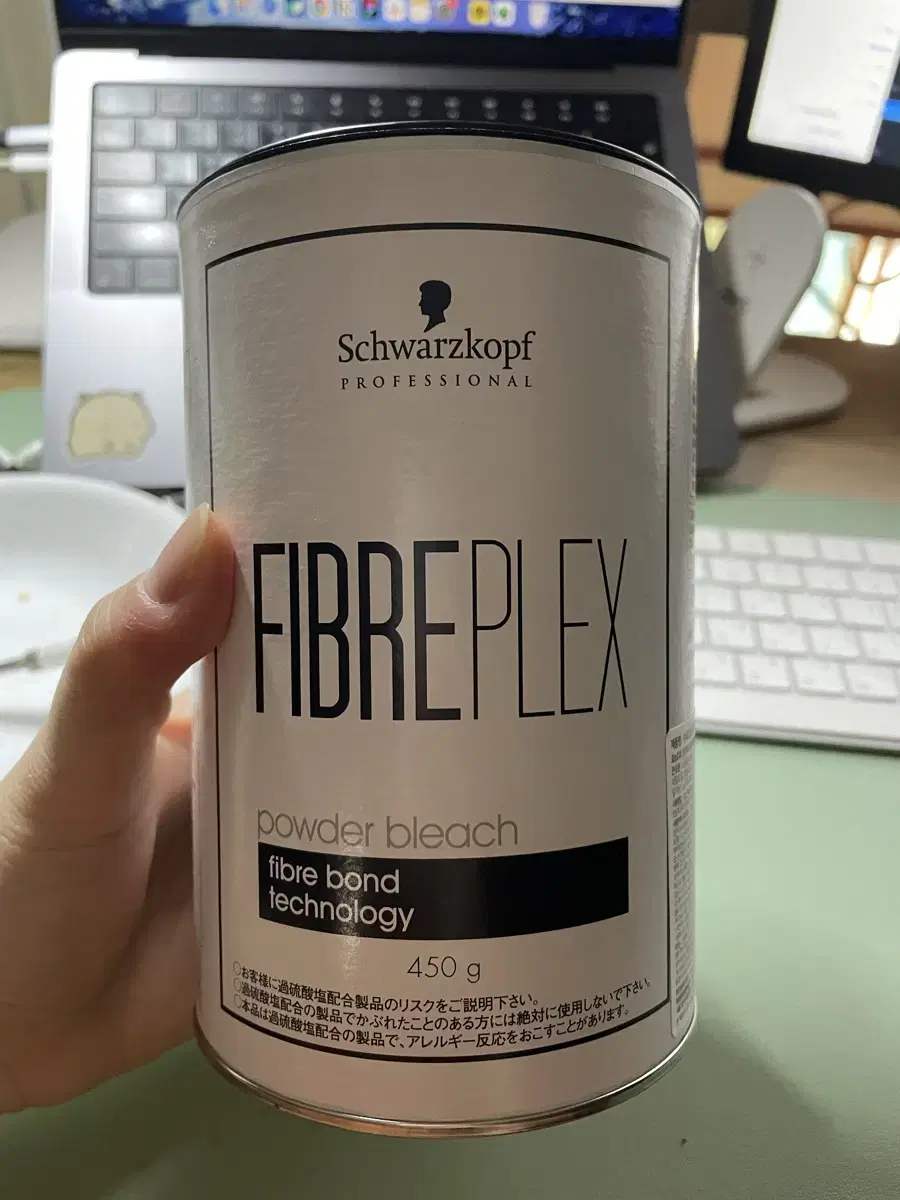 Schwarzkopf
PROFESSIONAL
FIBREPLEX
powder bleach
fibre bond
technology
450 g
○お客様に過硫酸塩配合製品のリスクをご説明下さい。
○過硫酸塩配合の製品でかぶれたことのある方には絶対に使用しないで下さい。
○本品は過硫酸塩配合の製品で、アレルギー反応をおこすことがあります。